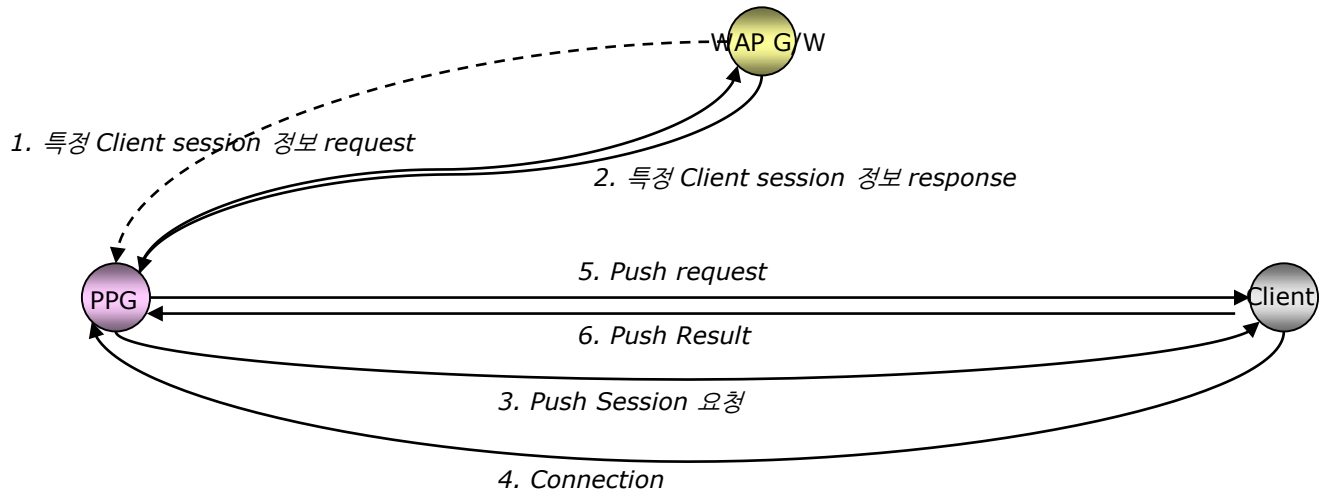 WAP G/W
1. 특정 Client session 정보 request
2. 특정 Client session 정보 response
5. Push request
PPG
Client
6. Push Result
3. Push Session 요청
4. Connection